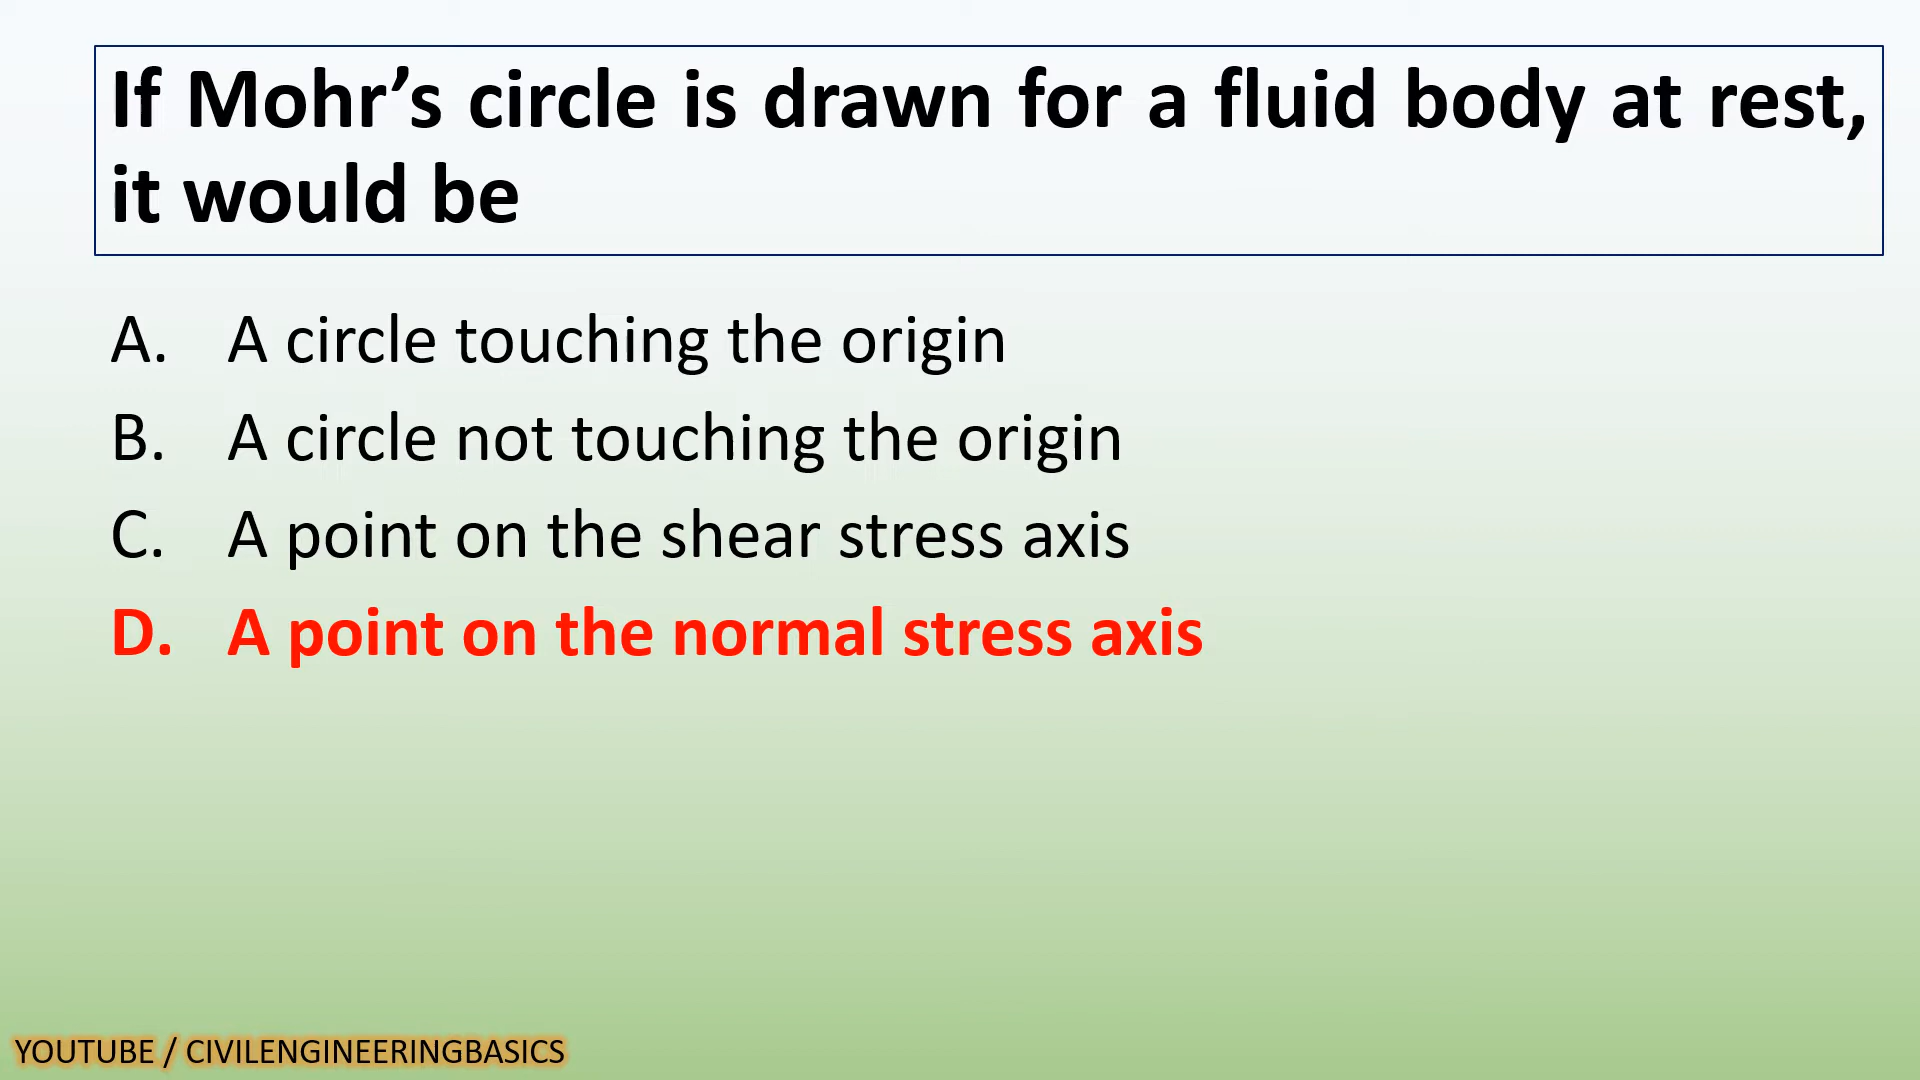 If Mohr’s circle is drawn for a fluid body at rest,
it would be
A. A circle touching the origin
B. A circle not touching the origin
C. A point on the shear stress axis
D. A point on the normal stress axis
YOUTUBE / CIVILENGINEERINGBASICS